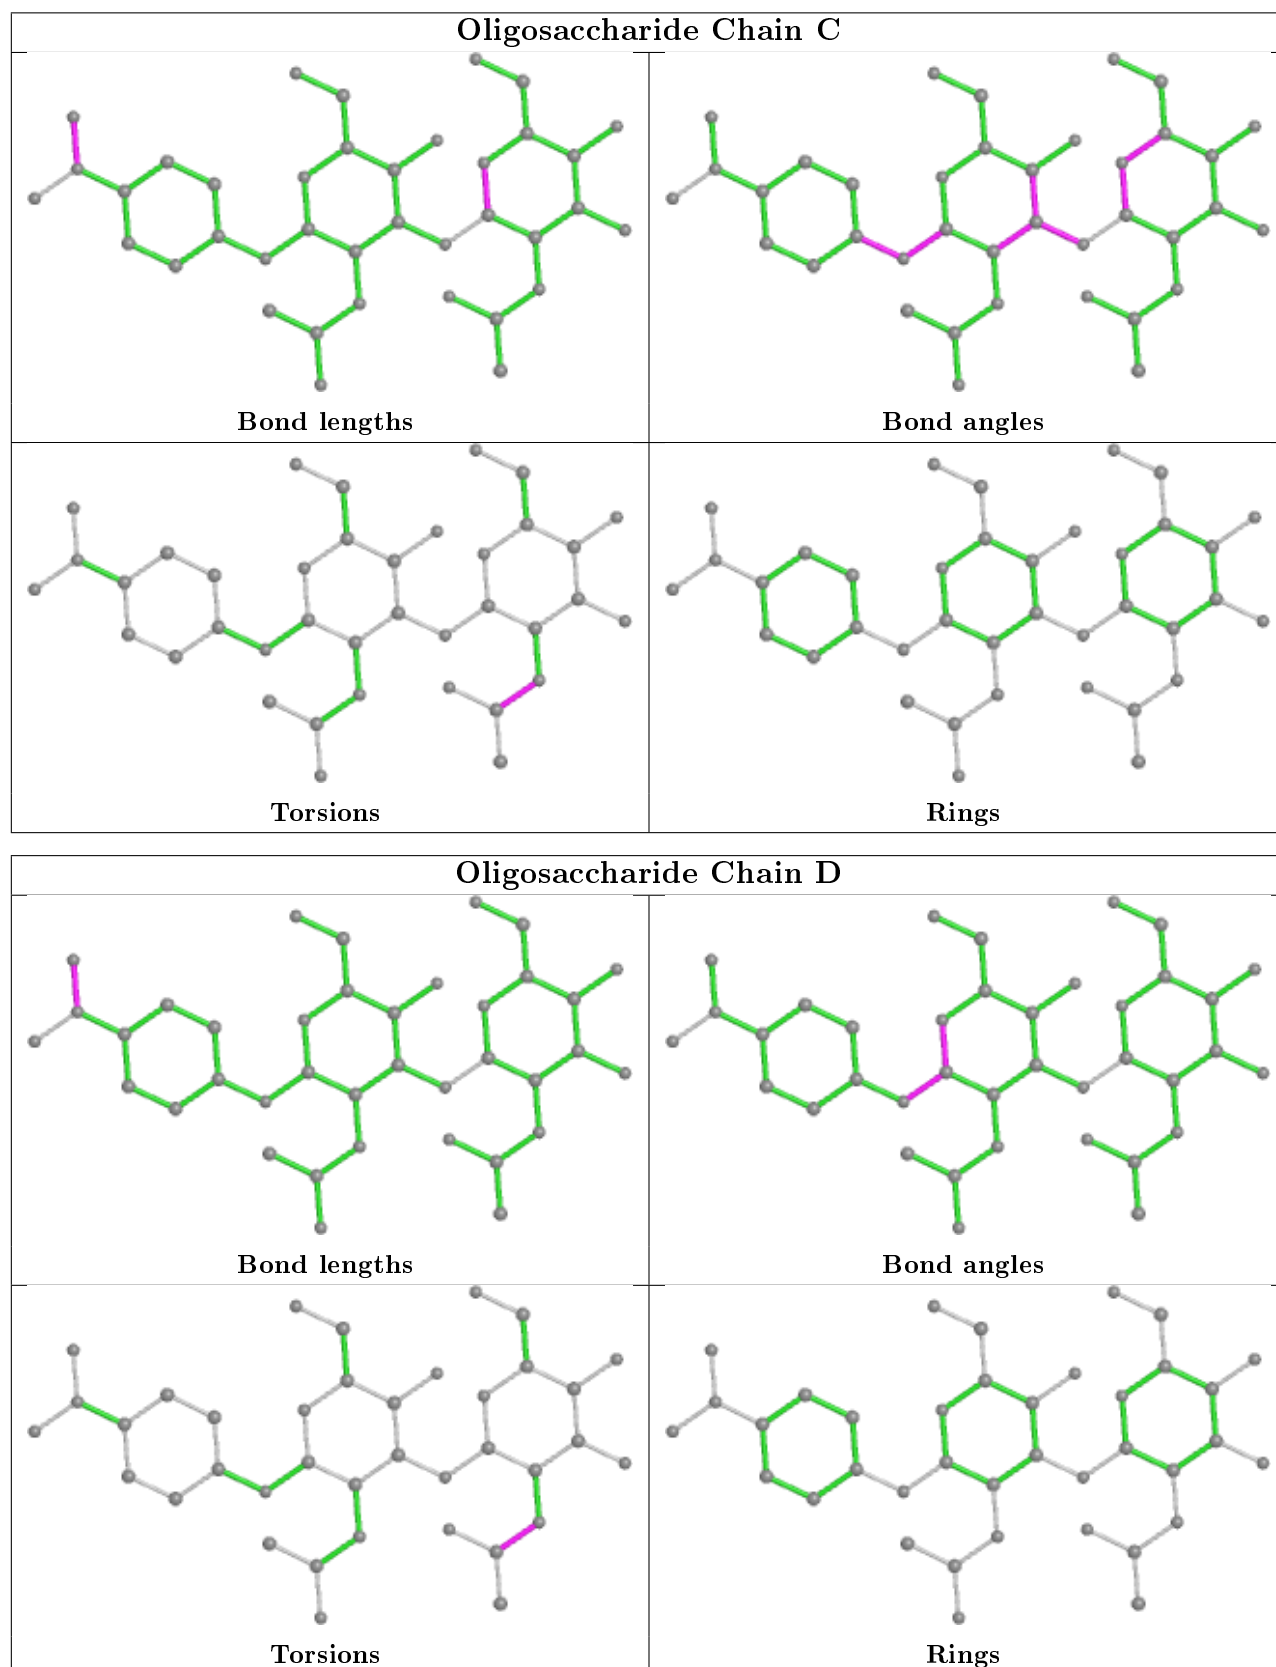 Oligosaccharide Chain C
Bond lengths
Bond angles
Torsions
Rings
Oligosaccharide Chain D
Bond lengths
Bond angles
Torsions
Rings